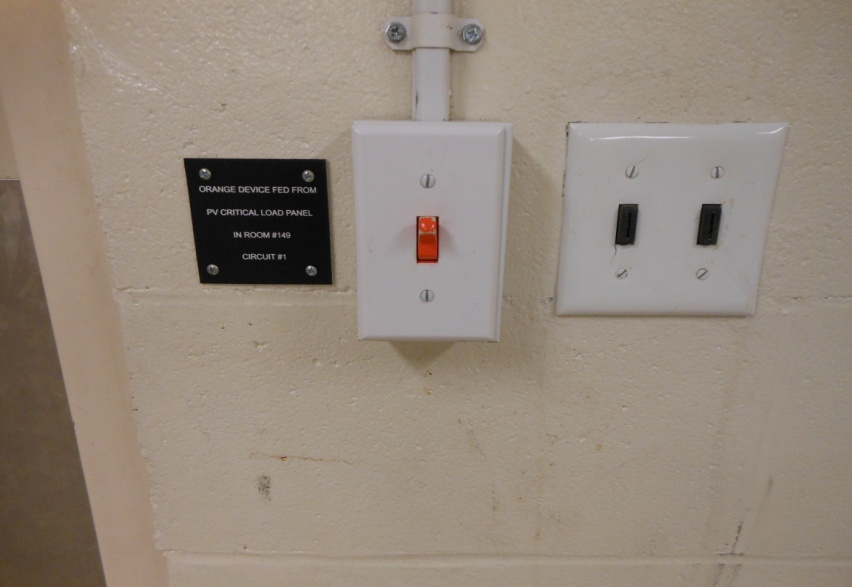 ORANGE DEVICE FED FROM
PV CRITICAL LOAD PANEL
IN ROOM #149
CIRCUIT #1